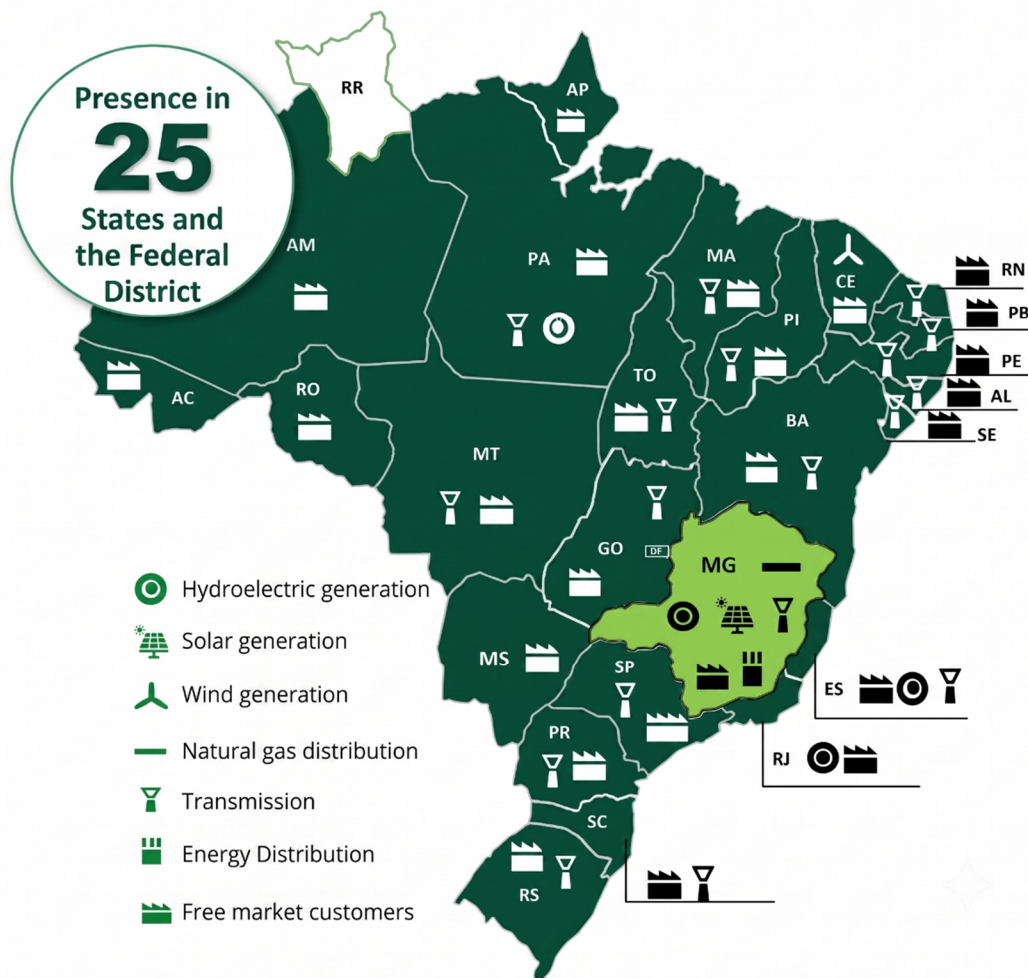 Presence in
25
States and
the Federal
District
RR
AP
AM
PA
MA
CE
RN
PB
PI
PE
AC
RO
TO
AL
BA
SE
MT
GO
DF
MG
MS
SP
ES
PR
RJ
SC
RS
Hydroelectric generation
Solar generation
Wind generation
Natural gas distribution
Transmission
Energy Distribution
Free market customers